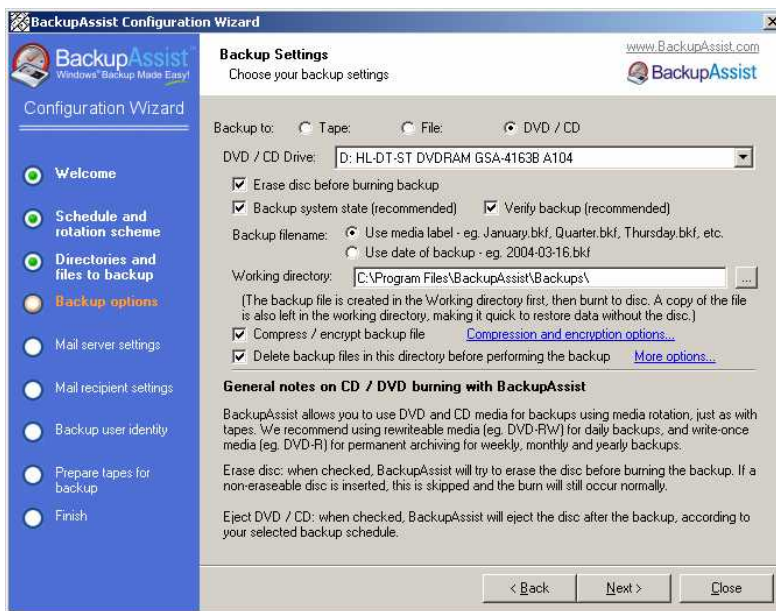 BackupAssist Configuration Wizard
BackupAssist
Windows Backup Made Easy!
Configuration Wizard
Welcome
Schedule and
rotation scheme
Directories and
files to backup
Backup options
Mail server settings
Mail recipient settings
Backup user identity
Prepare tapes for
backup
Finish
Backup Settings
Choose your backup settings
www.BackupAssist.com
BackupAssist
Backup to: Tape: File: DVD / CD
DVD / CD Drive: D: HL-DT-ST DVDRAM GSA-4163B A104
Erase disc before burning backup
Backup system state (recommended) Verify backup (recommended)
Backup filename: Use media label - eg. January.bkf, Quarter.bkf, Thursday.bkf, etc.
Use date of backup - eg. 2004-03-16.bkf
Working directory: C:\Program Files\BackupAssist\Backups\ ...
(The backup file is created in the Working directory first, then burnt to disc. A copy of the file
is also left in the working directory, making it quick to restore data without the disc.)
Compress / encrypt backup file Compression and encryption options...
Delete backup files in this directory before performing the backup More options...
General notes on CD / DVD burning with BackupAssist
BackupAssist allows you to use DVD and CD media for backups using media rotation, just as with
tapes. We recommend using rewriteable media (eg. DVD-RW) for daily backups, and write-once
media (eg. DVD-R) for permanent archiving for weekly, monthly and yearly backups.
Erase disc: when checked, BackupAssist will try to erase the disc before burning the backup. If a
non-eraseable disc is inserted, this is skipped and the burn will still occur normally.
Eject DVD / CD: when checked, BackupAssist will eject the disc after the backup, according to
your selected backup schedule.
< Back Next > Close